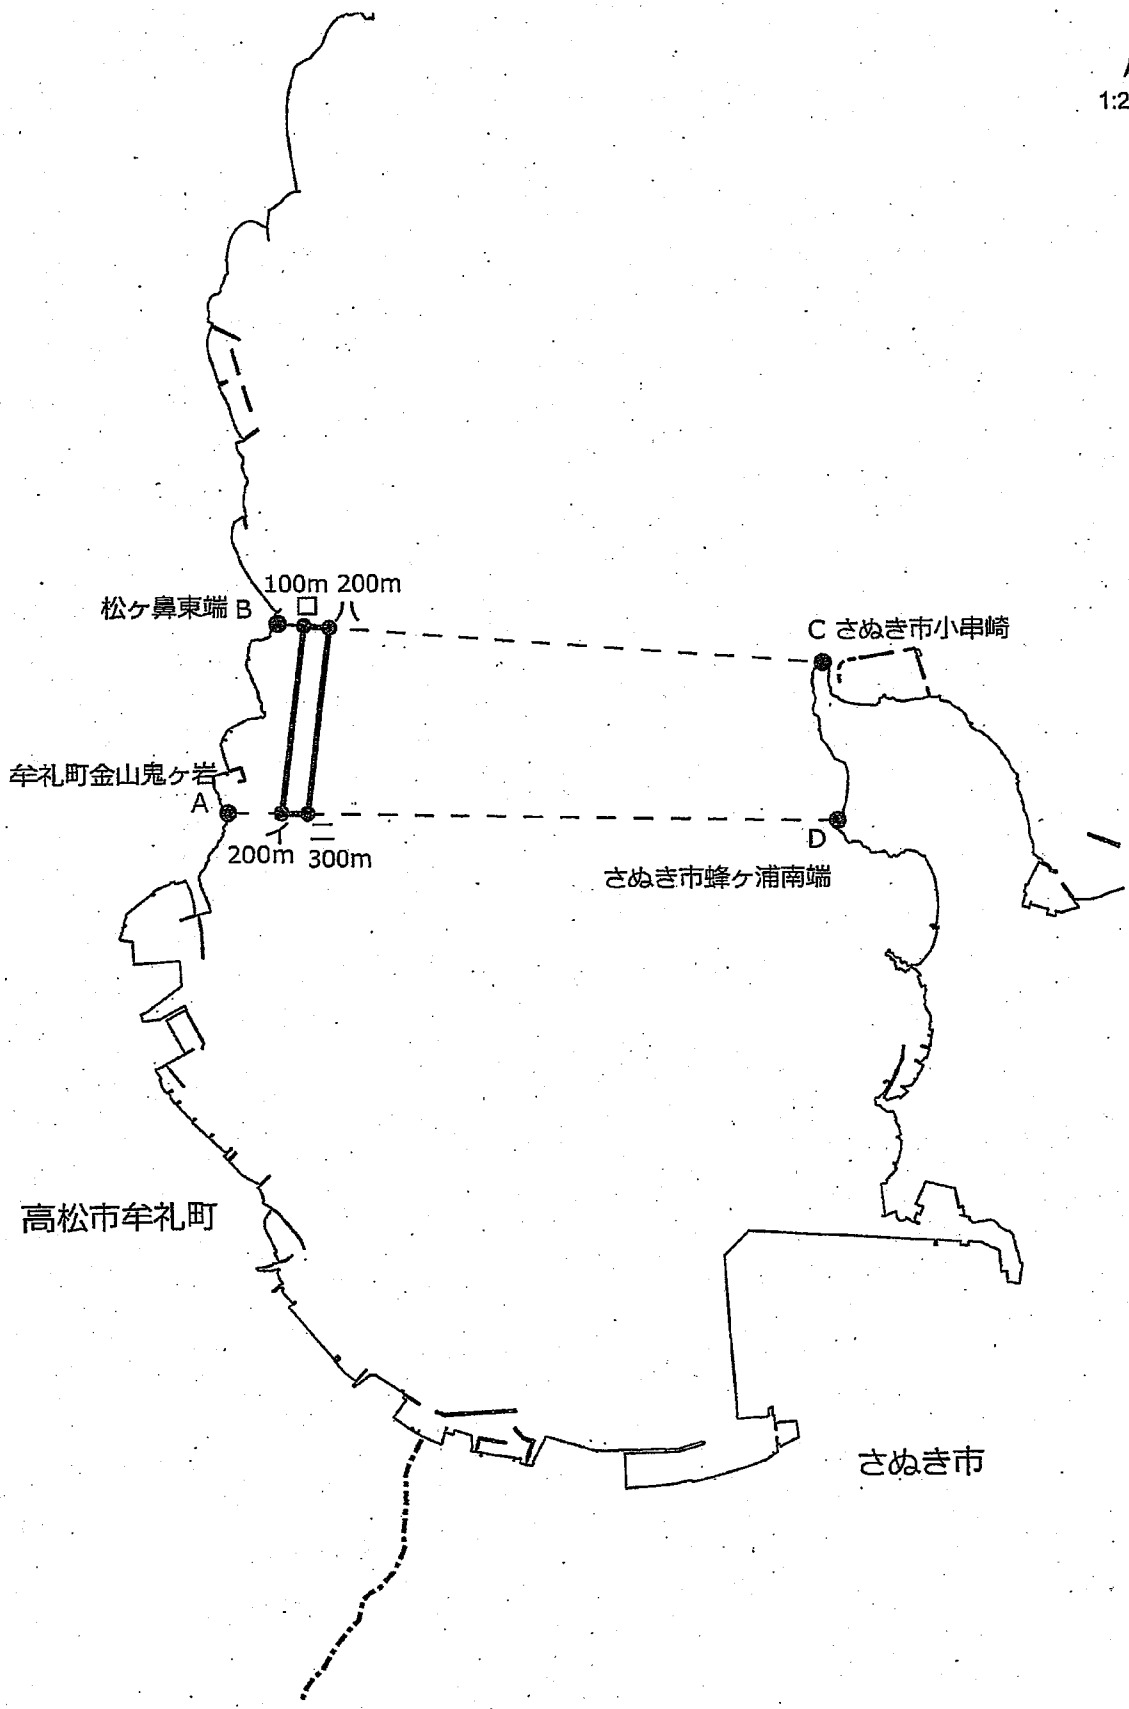 1:2
100m 200m
ロ ハ
松ヶ鼻東端 B
C さぬき市小串崎
牟礼町金山鬼ヶ岩
A
イ ニ
200m 300m
D
さぬき市蜂ヶ浦南端
高松市牟礼町
さぬき市